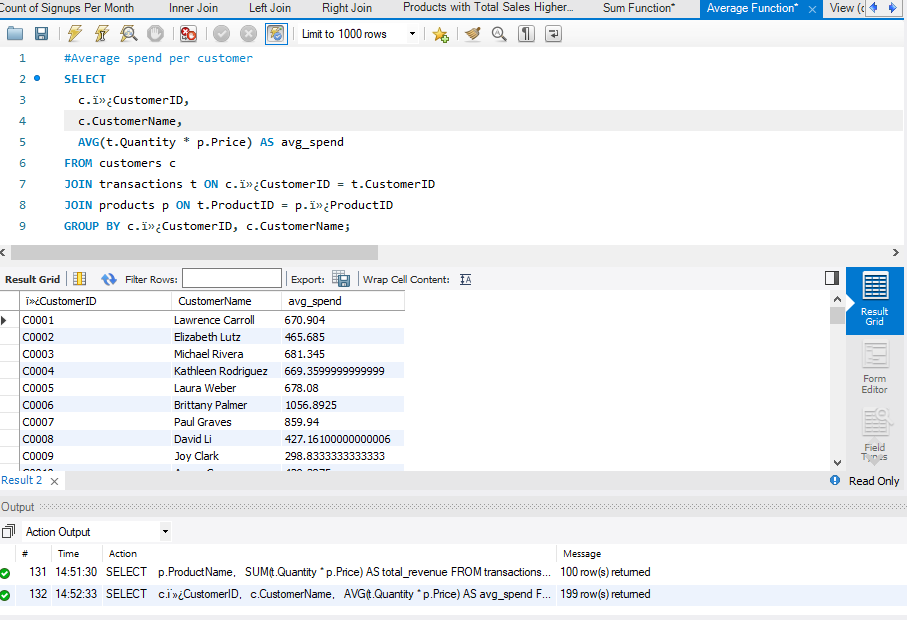 Count of Signups Per Month Inner Join Left Join Right Join Products with Total Sales Higher... Sum Function* Average Function* × View (c
Limit to 1000 rows
1 #Average spend per customer
2 SELECT
3 c.ï»¿CustomerID,
4 c.CustomerName,
5 AVG(t.Quantity * p.Price) AS avg_spend
6 FROM customers c
7 JOIN transactions t ON c.ï»¿CustomerID = t.CustomerID
8 JOIN products p ON t.ProductID = p.ï»¿ProductID
9 GROUP BY c.ï»¿CustomerID, c.CustomerName;
Result Grid Filter Rows: Export: Wrap Cell Content: IA
ï»¿CustomerID CustomerName avg_spend
C0001 Lawrence Carroll 670.904
C0002 Elizabeth Lutz 465.685
C0003 Michael Rivera 681.345
C0004 Kathleen Rodriguez 669.3599999999999
C0005 Laura Weber 678.08
C0006 Brittany Palmer 1056.8925
C0007 Paul Graves 859.94
C0008 David Li 427.16100000000006
C0009 Joy Clark 298.8333333333333
Result
Grid
Form
Editor
Field
Types
Result 2 × Read Only
Output
Action Output
# Time Action Message
131 14:51:30 SELECT p.ProductName, SUM(t.Quantity * p.Price) AS total_revenue FROM transactions... 100 row(s) returned
132 14:52:33 SELECT c.ï»¿CustomerID, c.CustomerName, AVG(t.Quantity * p.Price) AS avg_spend F... 199 row(s) returned